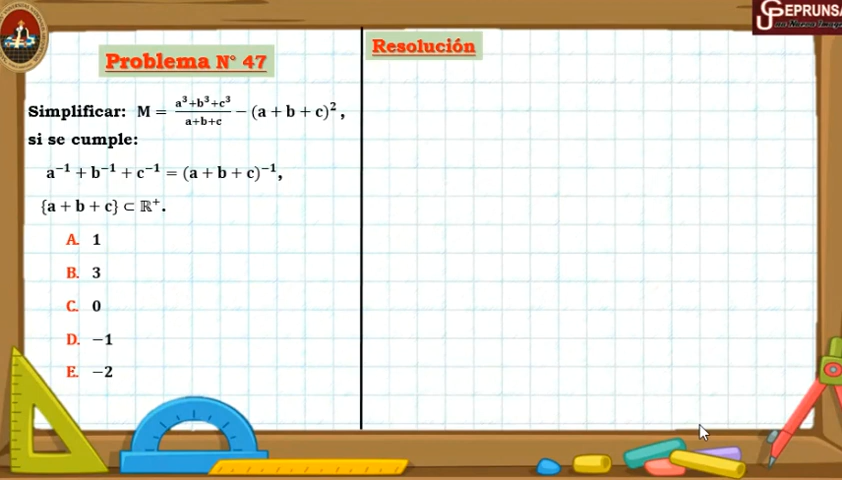 CEPRUNSA
Problema N° 47
Resolución
Simplificar: M = \frac{a³+b³+c³}{a+b+c} − (a + b + c)²,
si se cumple:
a⁻¹ + b⁻¹ + c⁻¹ = (a + b + c)⁻¹,
{a + b + c} ⊂ ℝ⁺.
A. 1
B. 3
C. 0
D. −1
E. −2